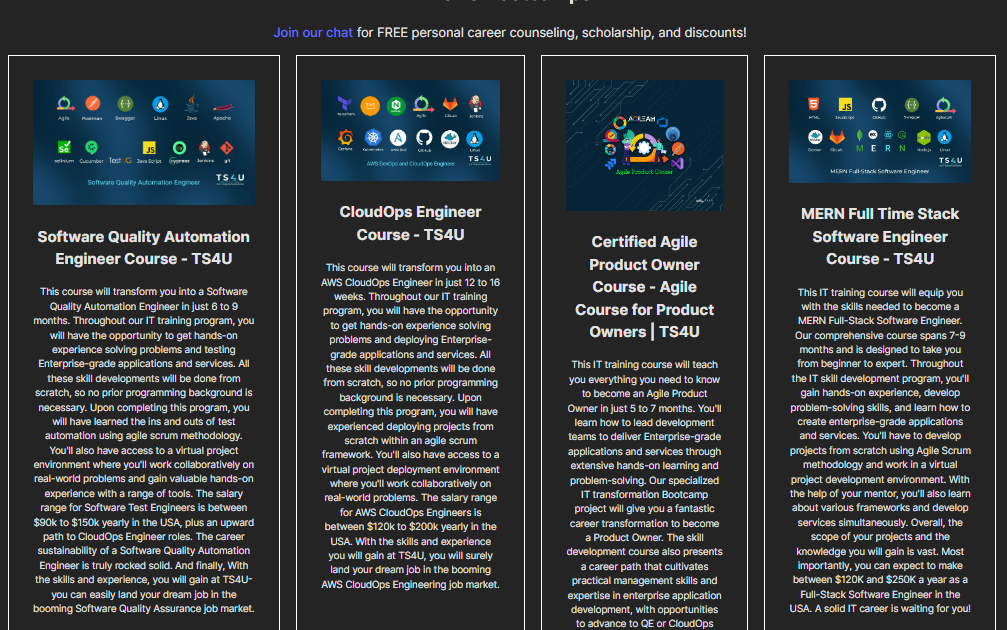 Join our chat for FREE personal career counseling, scholarship, and discounts!
Agile Postman Swagger Linux Java Apache
selinium Cucumber TestNG Java Script cypress Jenkins git
Software Quality Automation Engineer
TS4U
Software Quality Automation
Engineer Course - TS4U
This course will transform you into a Software
Quality Automation Engineer in just 6 to 9
months. Throughout our IT training program, you
will have the opportunity to get hands-on
experience solving problems and testing
Enterprise-grade applications and services. All
these skill developments will be done from
scratch, so no prior programming background is
necessary. Upon completing this program, you
will have learned the ins and outs of test
automation using agile scrum methodology.
You'll also have access to a virtual project
environment where you'll work collaboratively on
real-world problems and gain valuable hands-on
experience with a range of tools. The salary
range for Software Test Engineers is between
$90k to $150k yearly in the USA, plus an upward
path to CloudOps Engineer roles. The career
sustainability of a Software Quality Automation
Engineer is truly rocked solid. And finally, With
the skills and experience, you will gain at TS4U-
you can easily land your dream job in the
booming Software Quality Assurance job market.
Agile GitLab Jenkins
Kubernetes GitHub docker Linux
AWS DevOps and CloudOps Engineer
TS4U
CloudOps Engineer
Course - TS4U
This course will transform you into an
AWS CloudOps Engineer in just 12 to 16
weeks. Throughout our IT training
program, you will have the opportunity
to get hands-on experience solving
problems and deploying Enterprise-
grade applications and services. All
these skill developments will be done
from scratch, so no prior programming
background is necessary. Upon
completing this program, you will have
experienced deploying projects from
scratch within an agile scrum
framework. You'll also have access to a
virtual project deployment environment
where you'll work collaboratively on
real-world problems. The salary range
for AWS CloudOps Engineers is
between $120k to $200k yearly in the
USA. With the skills and experience
you will gain at TS4U, you will surely
land your dream job in the booming
AWS CloudOps Engineering job market.
Agile Product Owner
Certified Agile
Product Owner
Course - Agile
Course for Product
Owners | TS4U
This IT training course will teach
you everything you need to know
to become an Agile Product
Owner in just 5 to 7 months. You'll
learn how to lead development
teams to deliver Enterprise-grade
applications and services through
extensive hands-on learning and
problem-solving. Our specialized
IT transformation Bootcamp
project will give you a fantastic
career transformation to become
a Product Owner. The skill
development course also presents
a career path that cultivates
practical management skills and
expertise in enterprise application
development, with opportunities
to advance to QE or CloudOps
HTML JavaScript GitHub Swagger
Docker GitLab M E R N Node.js Linux
MERN Full-Stack Software Engineer
TS4U
MERN Full Time Stack
Software Engineer
Course - TS4U
This IT training course will equip you
with the skills needed to become a
MERN Full-Stack Software Engineer.
Our comprehensive course spans 7-9
months and is designed to take you
from beginner to expert. Throughout
the IT skill development program, you'll
gain hands-on experience, develop
problem-solving skills, and learn how to
create enterprise-grade applications
and services. You'll have to develop
projects from scratch using Agile Scrum
methodology and work in a virtual
project development environment. With
the help of your mentor, you'll also learn
about various frameworks and develop
services simultaneously. Overall, the
scope of your projects and the
knowledge you will gain is vast. Most
importantly, you can expect to make
between $120K and $250K a year as a
Full-Stack Software Engineer in the
USA. A solid IT career is waiting for you!